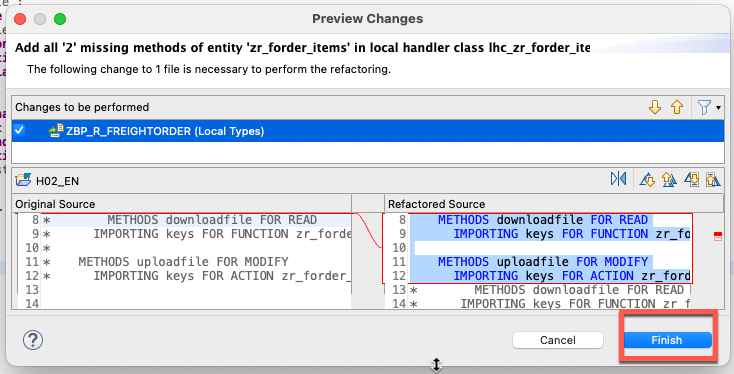 Preview Changes
Add all '2' missing methods of entity 'zr_forder_items' in local handler class lhc_zr_forder_ite
The following change to 1 file is necessary to perform the refactoring.
Changes to be performed
ZBP_R_FREIGHTORDER (Local Types)
H02_EN
Original Source
8 * METHODS downloadfile FOR READ
9 * IMPORTING keys FOR FUNCTION zr_forde
10 *
11 * METHODS uploadfile FOR MODIFY
12 * IMPORTING keys FOR ACTION zr_forder_
13
14
Refactored Source
8 METHODS downloadfile FOR READ
9 IMPORTING keys FOR FUNCTION zr_fo
10
11 METHODS uploadfile FOR MODIFY
12 IMPORTING keys FOR ACTION zr_ford
13 * METHODS downloadfile FOR READ
14 * IMPORTING keys FOR FUNCTION zr_f
?
Cancel
Finish